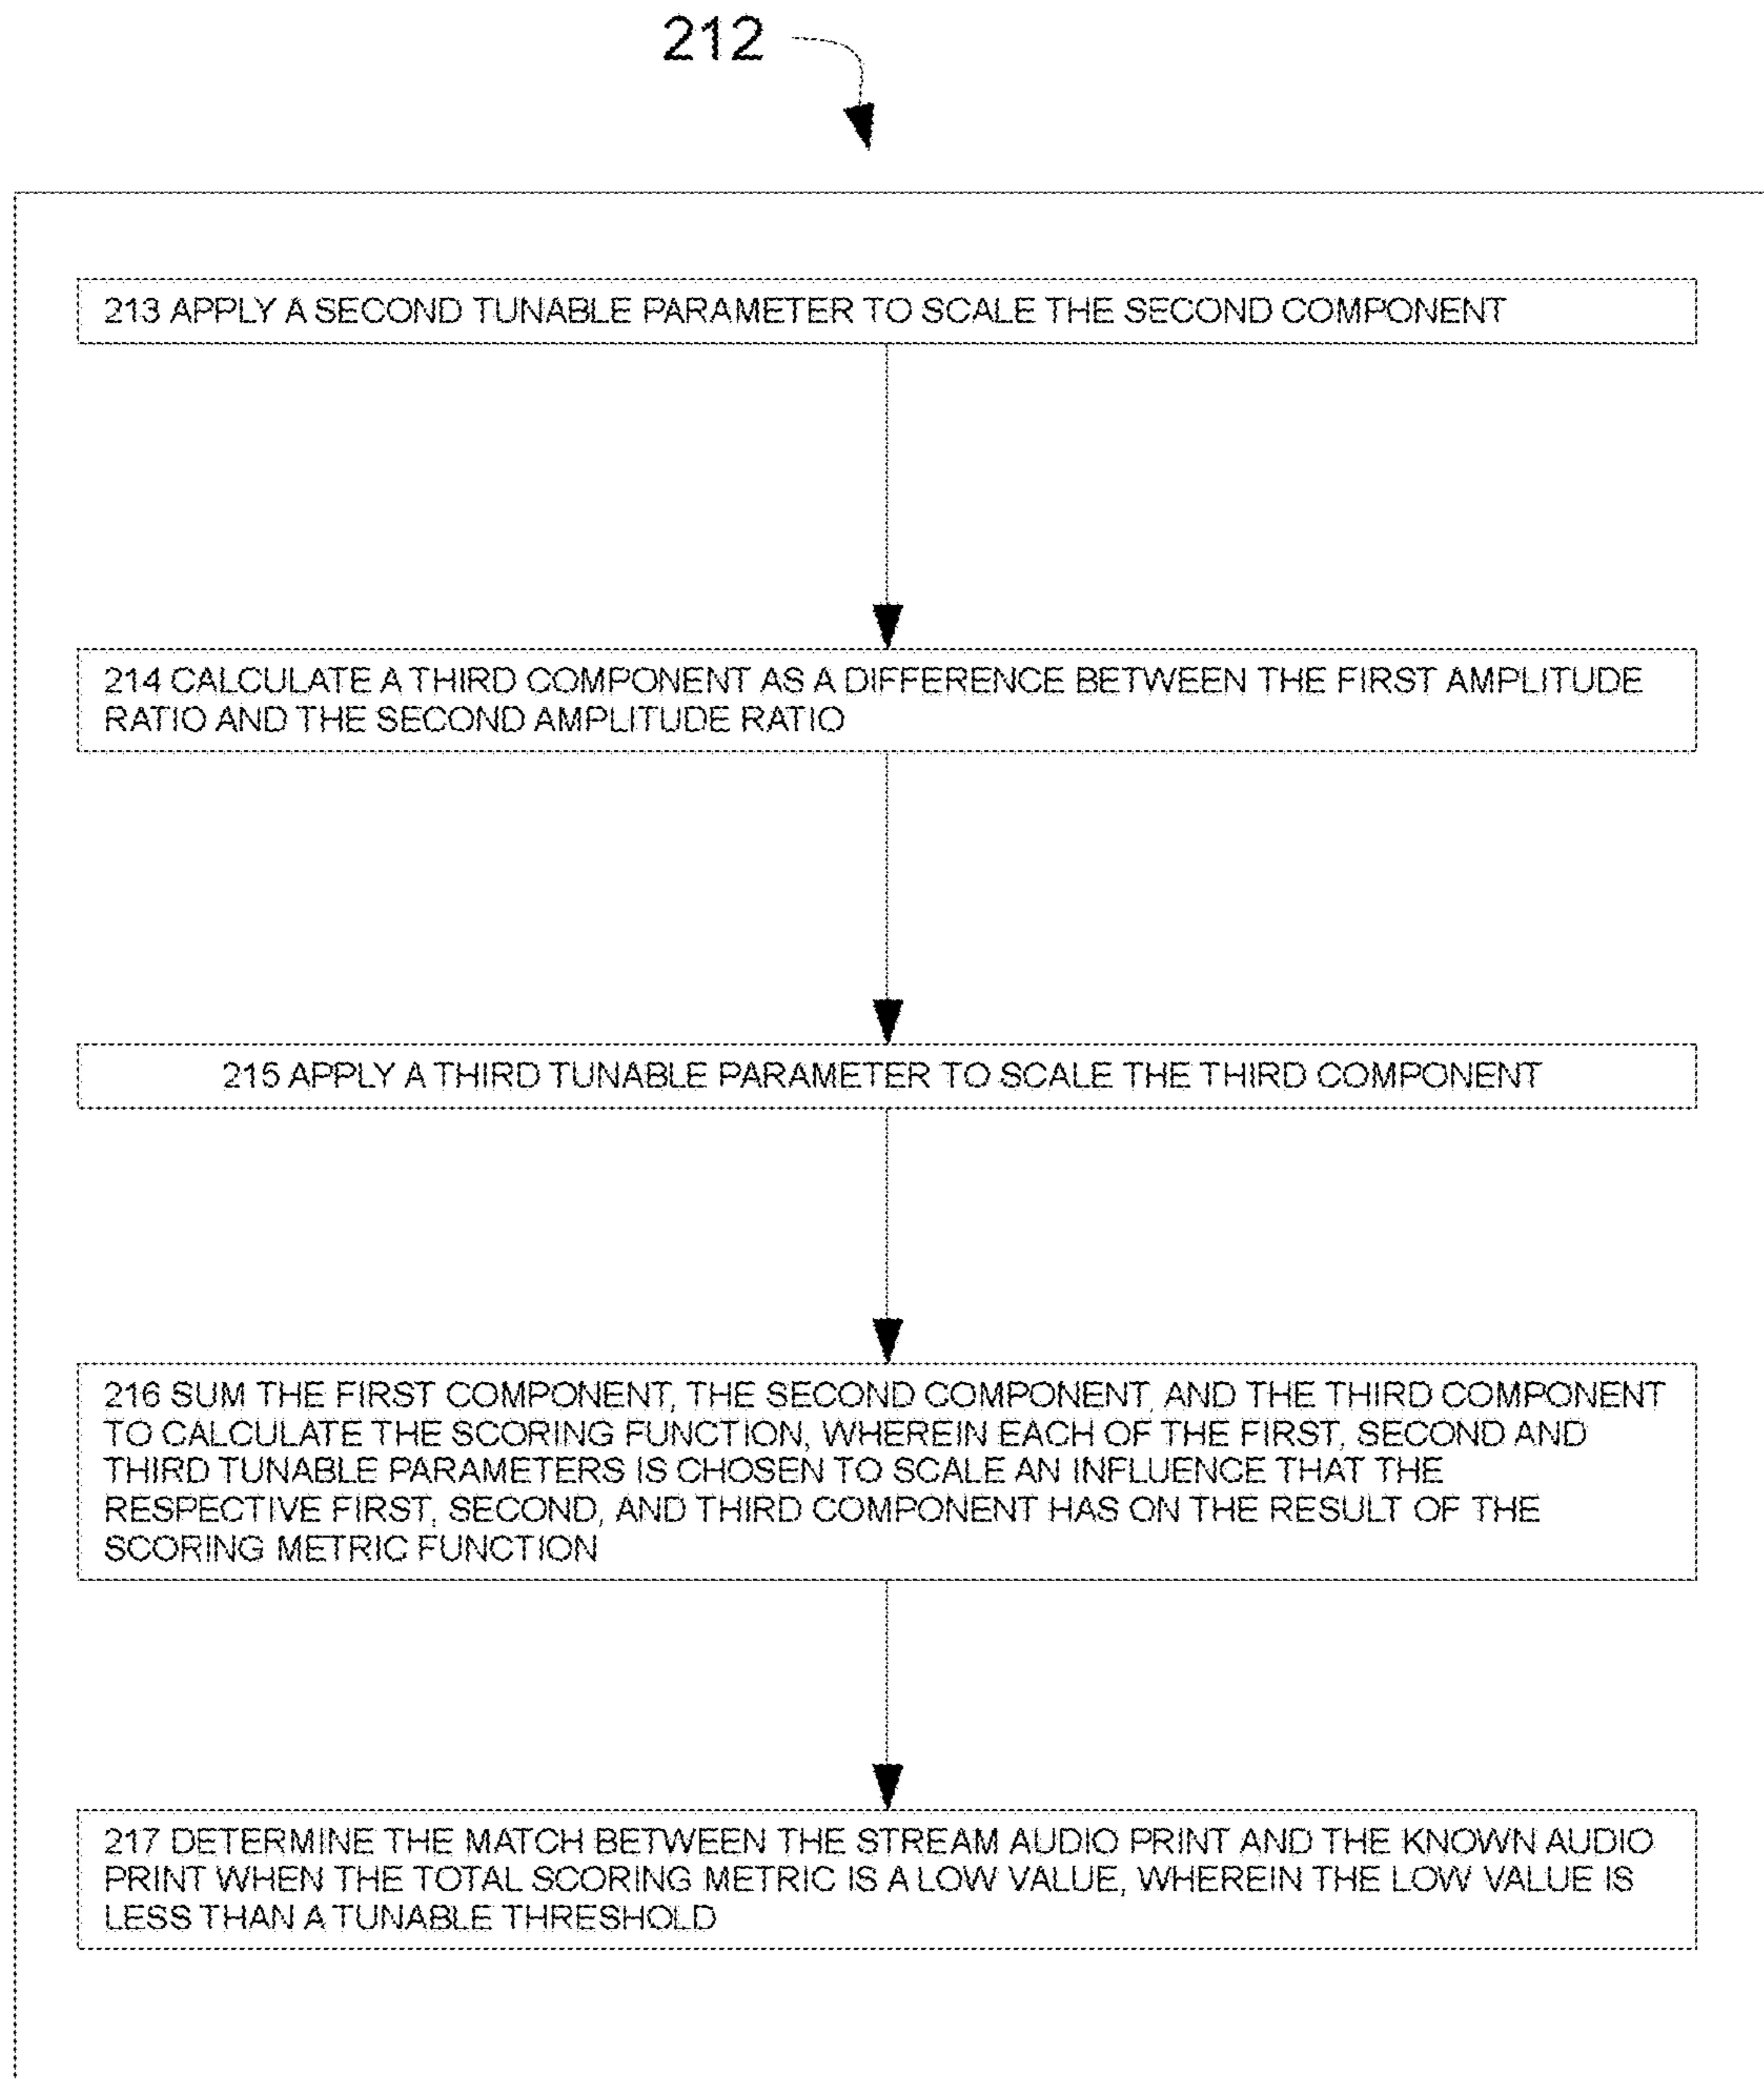 212
213 APPLY A SECOND TUNABLE PARAMETER TO SCALE THE SECOND COMPONENT
214 CALCULATE A THIRD COMPONENT AS A DIFFERENCE BETWEEN THE FIRST AMPLITUDE
RATIO AND THE SECOND AMPLITUDE RATIO
215 APPLY A THIRD TUNABLE PARAMETER TO SCALE THE THIRD COMPONENT
216 SUM THE FIRST COMPONENT, THE SECOND COMPONENT, AND THE THIRD COMPONENT
TO CALCULATE THE SCORING FUNCTION, WHEREIN EACH OF THE FIRST, SECOND AND
THIRD TUNABLE PARAMETERS IS CHOSEN TO SCALE AN INFLUENCE THAT THE
RESPECTIVE FIRST, SECOND, AND THIRD COMPONENT HAS ON THE RESULT OF THE
SCORING METRIC FUNCTION
217 DETERMINE THE MATCH BETWEEN THE STREAM AUDIO PRINT AND THE KNOWN AUDIO
PRINT WHEN THE TOTAL SCORING METRIC IS A LOW VALUE, WHEREIN THE LOW VALUE IS
LESS THAN A TUNABLE THRESHOLD